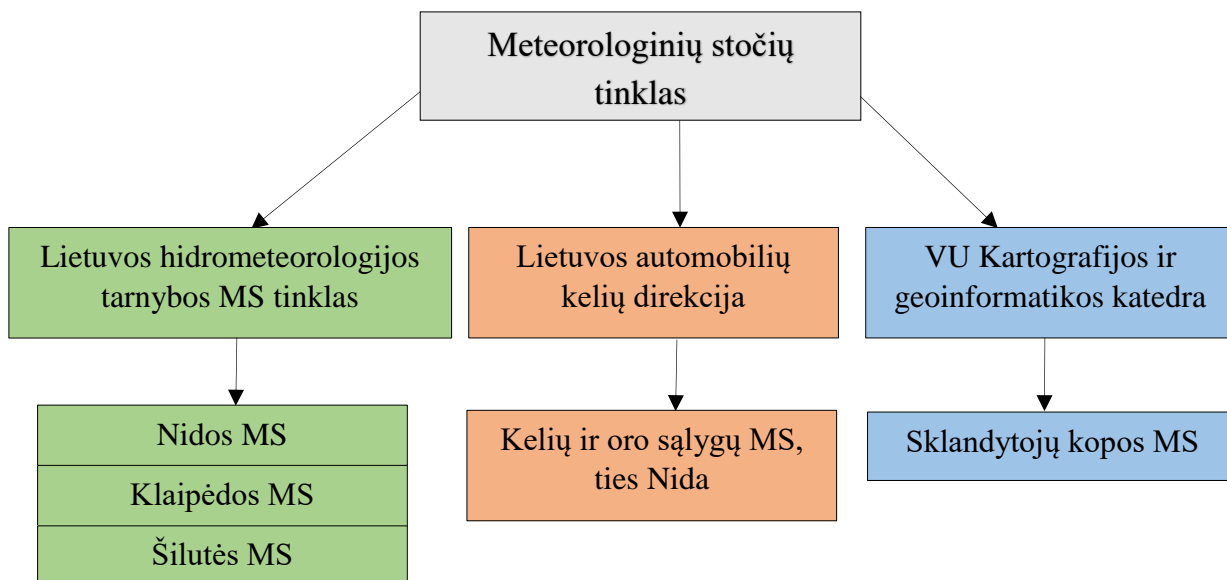 Meteorologinių stočių
tinklas
Lietuvos hidrometeorologijos
tarnybos MS tinklas
Lietuvos automobilių
kelių direkcija
VU Kartografijos ir
geoinformatikos katedra
Nidos MS
Klaipėdos MS
Šilutės MS
Kelių ir oro sąlygų MS,
ties Nida
Sklandytojų kopos MS